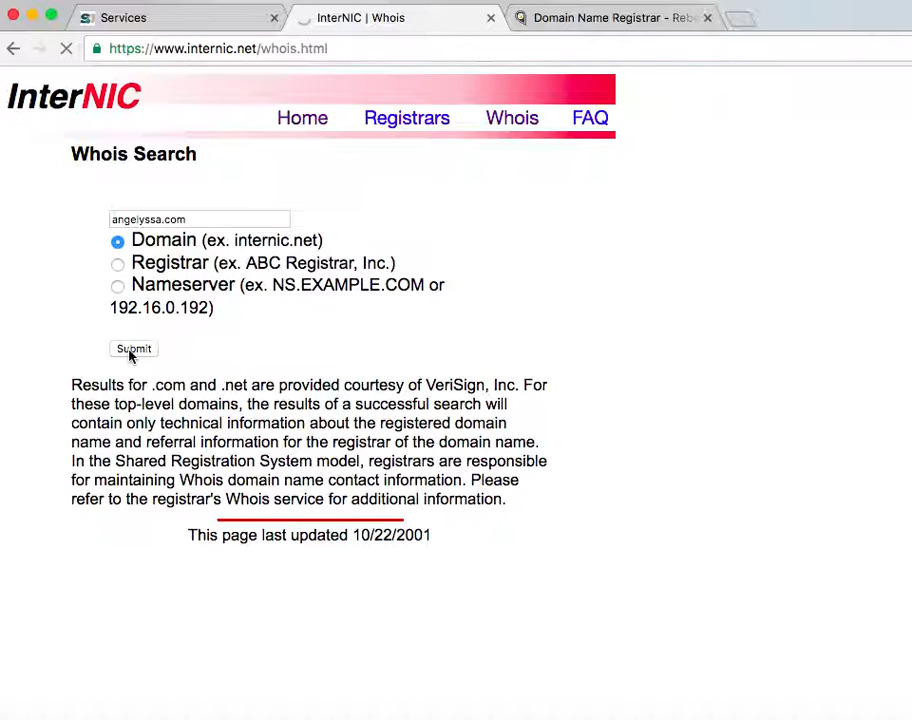 Services
InterNIC | Whois
Domain Name Registrar - Reb
https://www.internic.net/whois.html
InterNIC
Home Registrars Whois FAQ
Whois Search
angelyssa.com
Domain (ex. internic.net)
Registrar (ex. ABC Registrar, Inc.)
Nameserver (ex. NS.EXAMPLE.COM or
192.16.0.192)
Submit
Results for .com and .net are provided courtesy of VeriSign, Inc. For
these top-level domains, the results of a successful search will
contain only technical information about the registered domain
name and referral information for the registrar of the domain name.
In the Shared Registration System model, registrars are responsible
for maintaining Whois domain name contact information. Please
refer to the registrar's Whois service for additional information.
This page last updated 10/22/2001